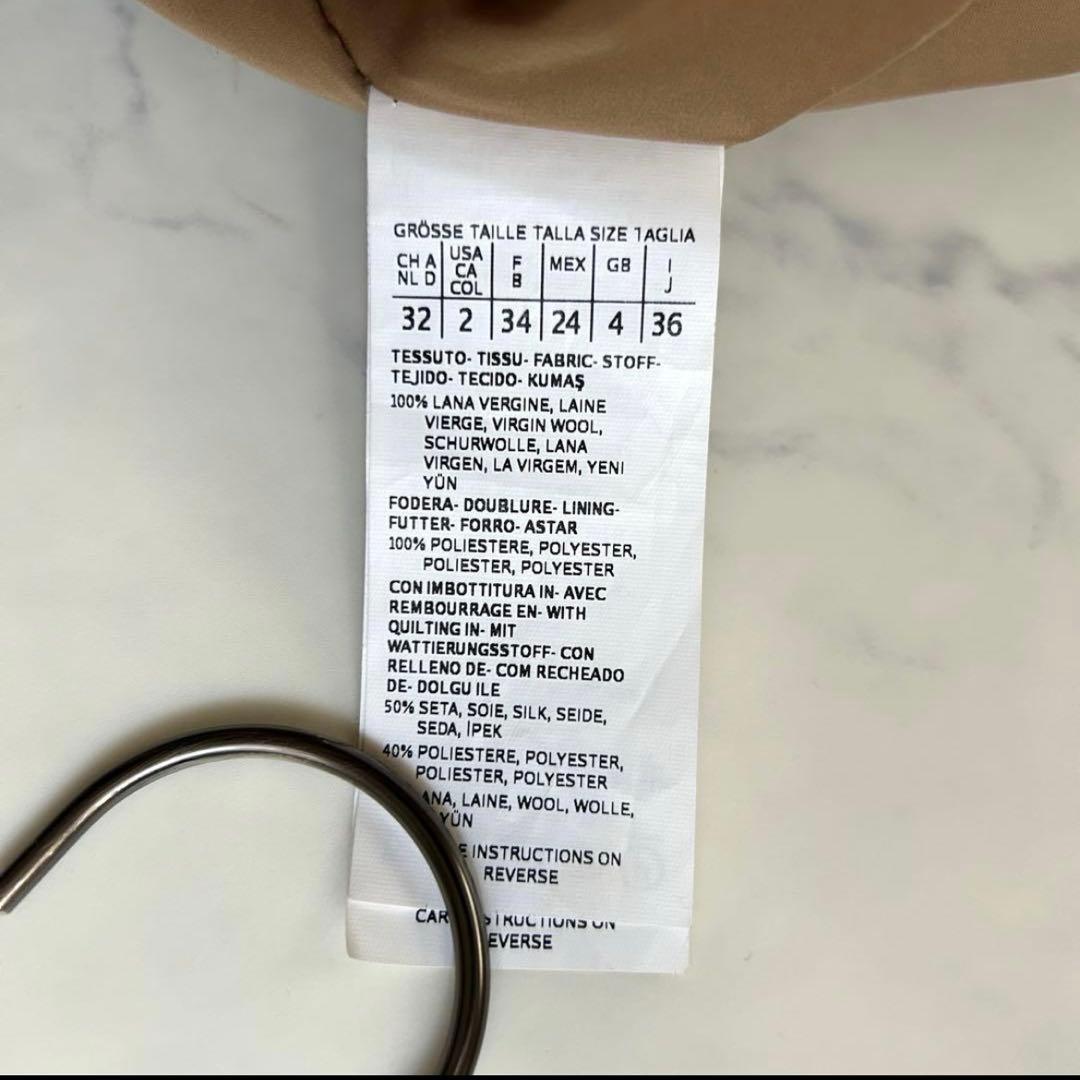 GRÖSSE TAILLE TALLA SIZE TAGLIA
CH A NL D USA CA COL F B MEX GB I J
32 2 34 24 4 36
TESSUTO- TISSU- FABRIC- STOFF-
TEJIDO- TECIDO- KUMAŞ
100% LANA VERGINE, LAINE
VIERGE, VIRGIN WOOL,
SCHURWOLLE, LANA
VIRGEN, LA VIRGEM, YENI
YÜN
FODERA- DOUBLURE- LINING-
FUTTER- FORRO- ASTAR
100% POLIESTERE, POLYESTER,
POLIESTER, POLYESTER
CON IMBOTTITURA IN- AVEC
REMBOURRAGE EN- WITH
QUILTING IN- MIT
WATTIERUNGSSTOFF- CON
RELLENO DE- COM RECHEADO
DE- DOLGU ILE
50% SETA, SOIE, SILK, SEIDE,
SEDA, İPEK
40% POLIESTERE, POLYESTER,
POLIESTER, POLYESTER
LAINE, WOOL, WOLLE,
YÜN
INSTRUCTIONS ON
REVERSE
ON